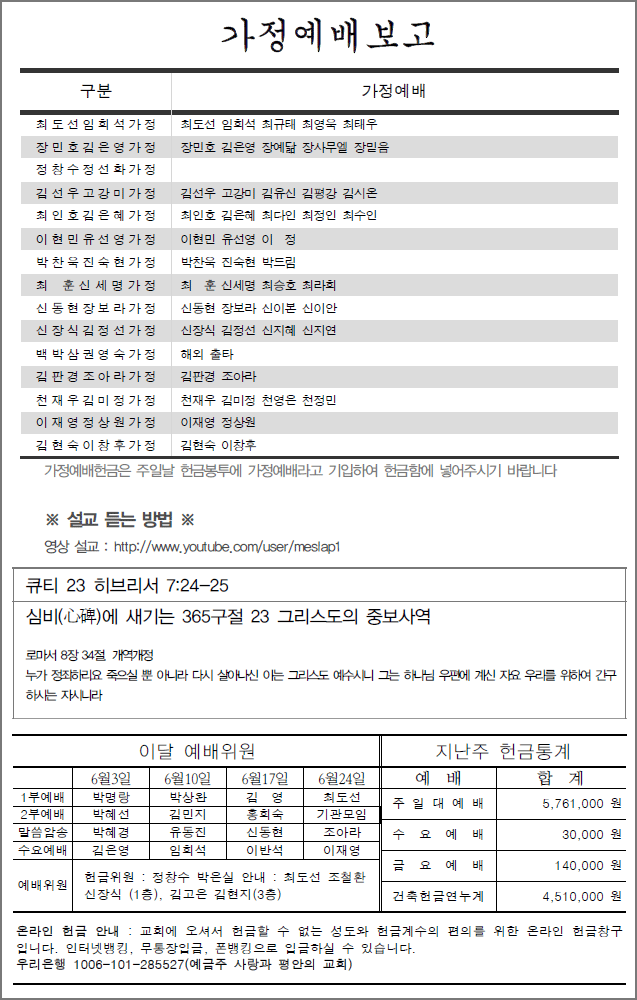 가정예배보고
구분 가정예배
최도선임희석가정 최도선 임희석 최규태 최영욱 최태우
장민호김은영가정 장민호 김은영 장예닮 장사무엘 장믿음
정창수정선화가정
김선우고강미가정 김선우 고강미 김유신 김평강 김시온
최인호김은혜가정 최인호 김은혜 최다인 최정인 최수인
이현민유선영가정 이현민 유선영 이 정
박찬욱진숙현가정 박찬욱 진숙현 박드림
최 훈신세명가정 최 훈 신세명 최승호 최라희
신동현장보라가정 신동현 장보라 신이본 신이안
신장식김정선가정 신장식 김정선 신지혜 신지연
백박삼권영숙가정 해외 출타
김판경조아라가정 김판경 조아라
천재우김미정가정 천재우 김미정 천영은 천정민
이재영정상원가정 이재영 정상원
김현숙이창후가정 김현숙 이창후
가정예배헌금은 주일날 헌금봉투에 가정예배라고 기입하여 헌금함에 넣어주시기 바랍니다
※ 설교 듣는 방법 ※
영상 설교 : http://www.youtube.com/user/meslap1
큐티 23 히브리서 7:24-25
심비(心碑)에 새기는 365구절 23 그리스도의 중보사역
로마서 8장 34절, 개역개정
누가 정죄하리요 죽으실 뿐 아니라 다시 살아나신 이는 그리스도 예수시니 그는 하나님 우편에 계신 자요 우리를 위하여 간구
하시는 자시니라
이달 예배위원
6월3일 6월10일 6월17일 6월24일
1부예배 박명랑 박상완 김 영 최도선
2부예배 박혜선 김민지 홍희숙 기관모임
말씀암송 박혜경 유동진 신동현 조아라
수요예배 김은영 임희석 이반석 이재영
예배위원 헌금위원 : 정창수 박은실 안내 : 최도선 조철환
신장식 (1층), 김고은 김현지(3층)
지난주 헌금통계
예 배 합 계
주일대예배 5,761,000 원
수요예배 30,000 원
금요예배 140,000 원
건축헌금연누계 4,510,000 원
온라인 헌금 안내 : 교회에 오셔서 헌금할 수 없는 성도와 헌금계수의 편의를 위한 온라인 헌금창구
입니다. 인터넷뱅킹, 무통장입금, 폰뱅킹으로 입금하실 수 있습니다.
우리은행 1006-101-285527(예금주 사랑과 평안의 교회)